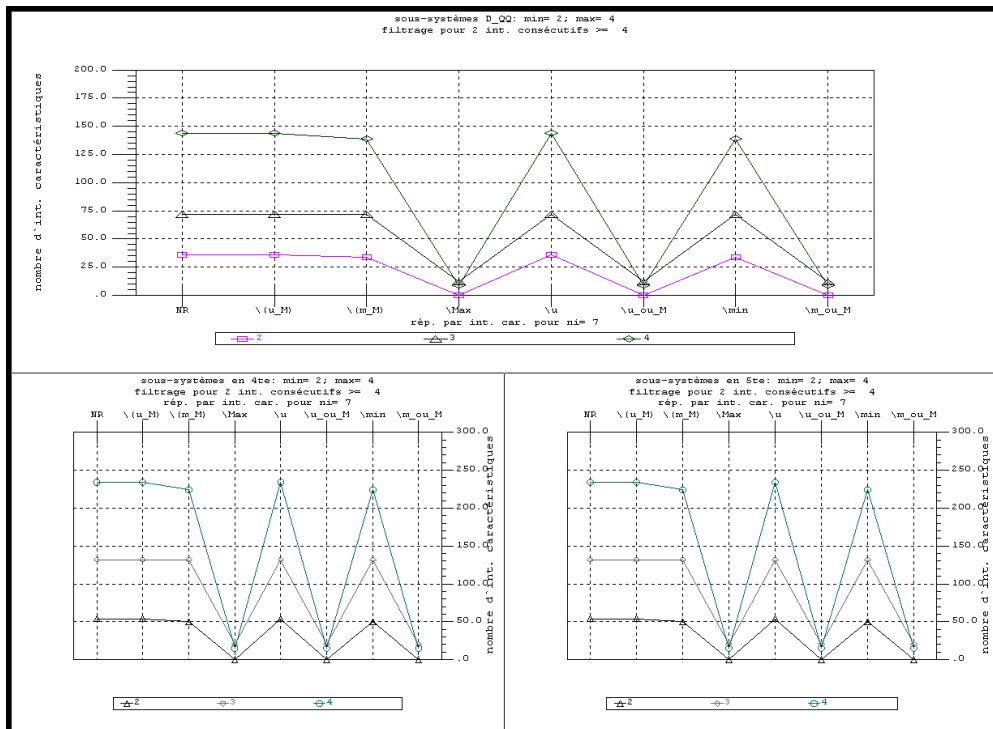 sous-systèmes D_QQ: min= 2; max= 4
filtrage pour 2 int. consécutifs >= 4
nombre d`int. caractéristiques
200.0
175.0
150.0
125.0
100.0
75.0
50.0
25.0
.0
NR \(u_M) \(m_M) \Max \u \u_ou_M \min \m_ou_M
rép. par int. car. pour ni= 7
2 3 4
sous-systèmes en 4te: min= 2; max= 4
filtrage pour 2 int. consécutifs >= 4
rép. par int. car. pour ni= 7
NR \(u_M) \(m_M) \Max \u \u_ou_M \min \m_ou_M
300.0
250.0
200.0
150.0
100.0
50.0
.0
nombre d`int. caractéristiques
2 3 4
sous-systèmes en 5te: min= 2; max= 4
filtrage pour 2 int. consécutifs >= 4
rép. par int. car. pour ni= 7
NR \(u_M) \(m_M) \Max \u \u_ou_M \min \m_ou_M
300.0
250.0
200.0
150.0
100.0
50.0
.0
nombre d`int. caractéristiques
2 3 4